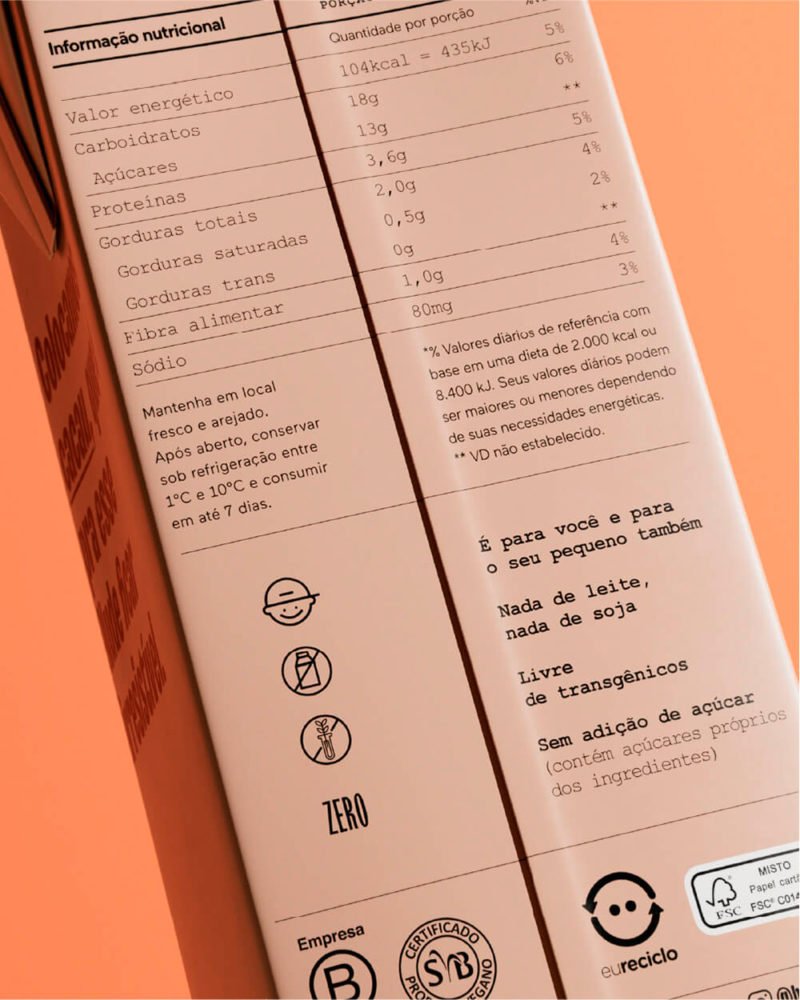 Informação nutricional
Quantidade por porção
Valor energético 104kcal = 435kJ 5%
Carboidratos 18g 6%
Açúcares 13g **
Proteínas 3,6g 5%
Gorduras totais 2,0g 4%
Gorduras saturadas 0,5g 2%
Gorduras trans 0g **
Fibra alimentar 1,0g 4%
Sódio 80mg 3%
Mantenha em local
fresco e arejado.
Após aberto, conservar
sob refrigeração entre
1°C e 10°C e consumir
em até 7 dias.
*% Valores diários de referência com
base em uma dieta de 2.000 kcal ou
8.400 kJ. Seus valores diários podem
ser maiores ou menores dependendo
de suas necessidades energéticas.
** VD não estabelecido.
É para você e para
o seu pequeno também
Nada de leite,
nada de soja
Livre
de transgênicos
Sem adição de açúcar
(contém açúcares próprios
dos ingredientes)
ZERO
Empresa
B
CERTIFICADO
SVB
eureciclo
MISTO
Papel
FSC
FSC® C014